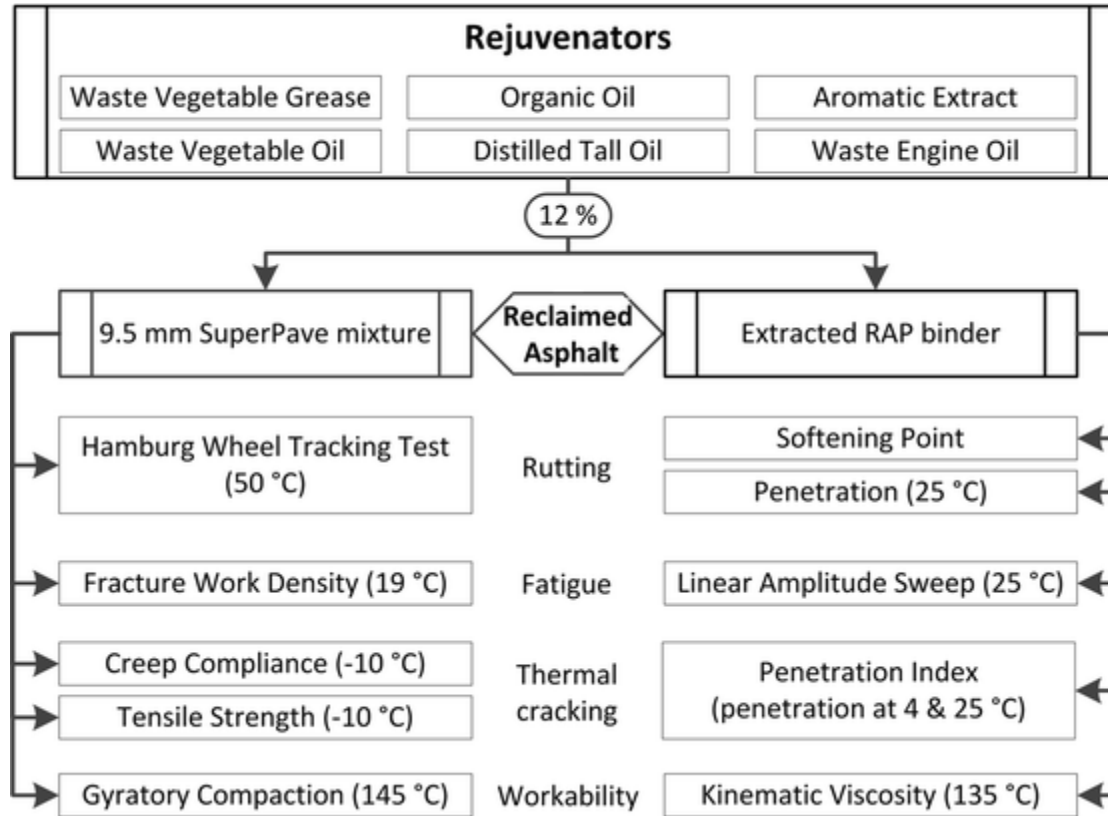 Rejuvenators
Waste Vegetable Grease
Organic Oil
Aromatic Extract
Waste Vegetable Oil
Distilled Tall Oil
Waste Engine Oil
12 %
9.5 mm SuperPave mixture
Reclaimed
Asphalt
Extracted RAP binder
Hamburg Wheel Tracking Test
(50 °C)
Rutting
Softening Point
Penetration (25 °C)
Fracture Work Density (19 °C)
Fatigue
Linear Amplitude Sweep (25 °C)
Creep Compliance (-10 °C)
Tensile Strength (-10 °C)
Thermal
cracking
Penetration Index
(penetration at 4 & 25 °C)
Gyratory Compaction (145 °C)
Workability
Kinematic Viscosity (135 °C)